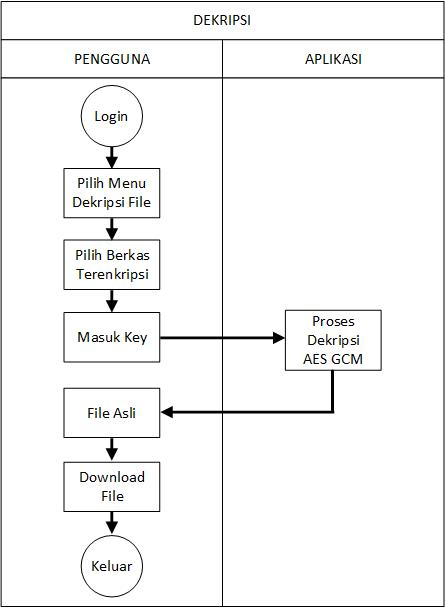 DEKRIPSI
PENGGUNA
APLIKASI
Login
Pilih Menu
Dekripsi File
Pilih Berkas
Terenkripsi
Masuk Key
Proses
Dekripsi
AES GCM
File Asli
Download
File
Keluar